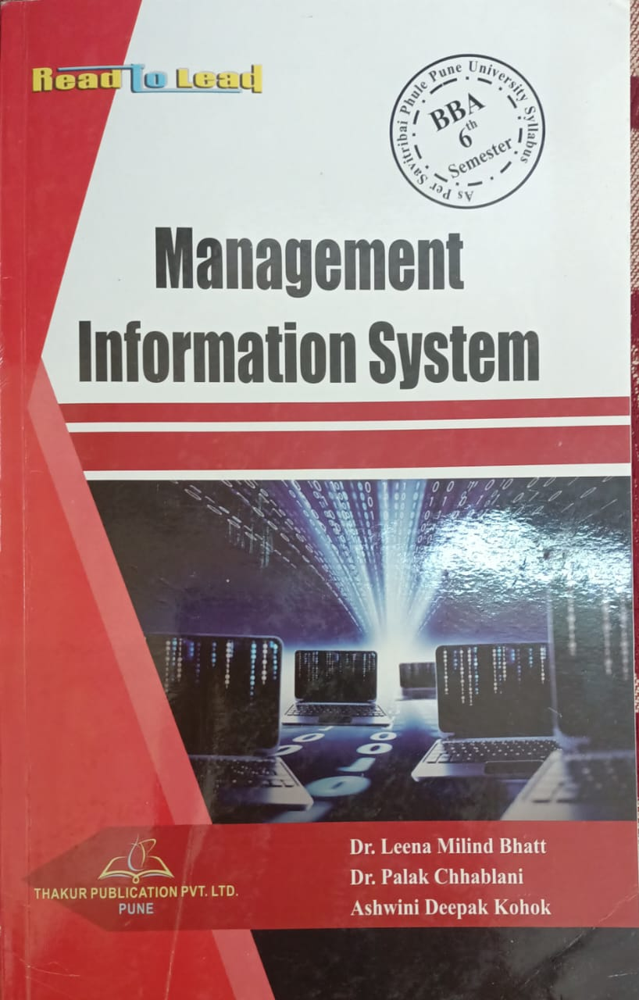 Read To Lead
As Per Savitribai Phule Pune University Syllabus
BBA
6th
Semester
Management
Information System
Dr. Leena Milind Bhatt
Dr. Palak Chhablani
Ashwini Deepak Kohok
THAKUR PUBLICATION PVT. LTD.
PUNE